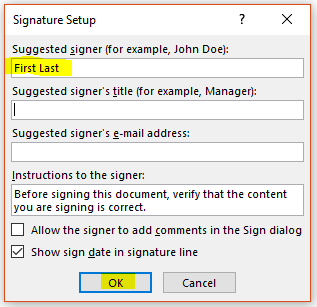 Signature Setup
Suggested signer (for example, John Doe):
First Last
Suggested signer's title (for example, Manager):
Suggested signer's e-mail address:
Instructions to the signer:
Before signing this document, verify that the content
you are signing is correct.
Allow the signer to add comments in the Sign dialog
Show sign date in signature line
OK
Cancel